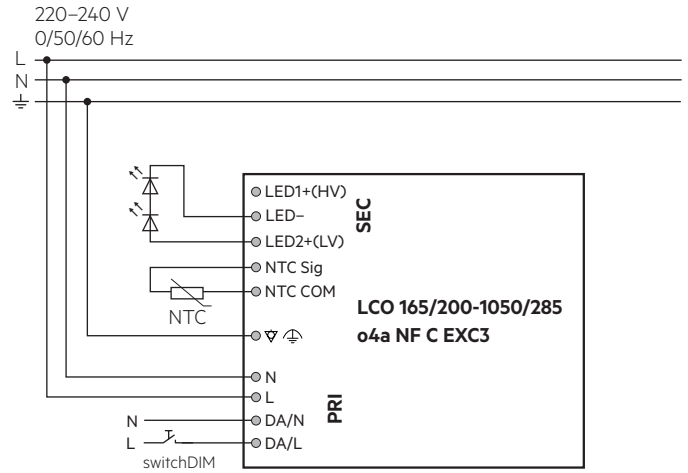 220–240 V
0/50/60 Hz
L
N
LED1+(HV)
LED–
SEC
LED2+(LV)
NTC Sig
NTC COM
NTC
LCO 165/200-1050/285
o4a NF C EXC3
N
L
PRI
N
DA/N
L
DA/L
switchDIM